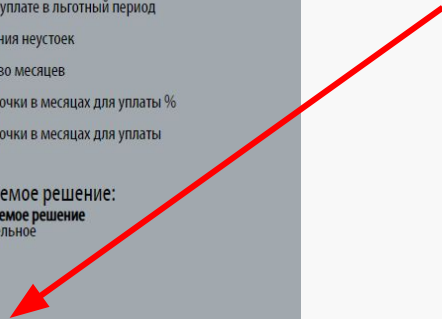 уплате в льготный период
ния неустоек
во месяцев
очки в месяцах для уплаты %
очки в месяцах для уплаты
емое решение:
емое решение
льное